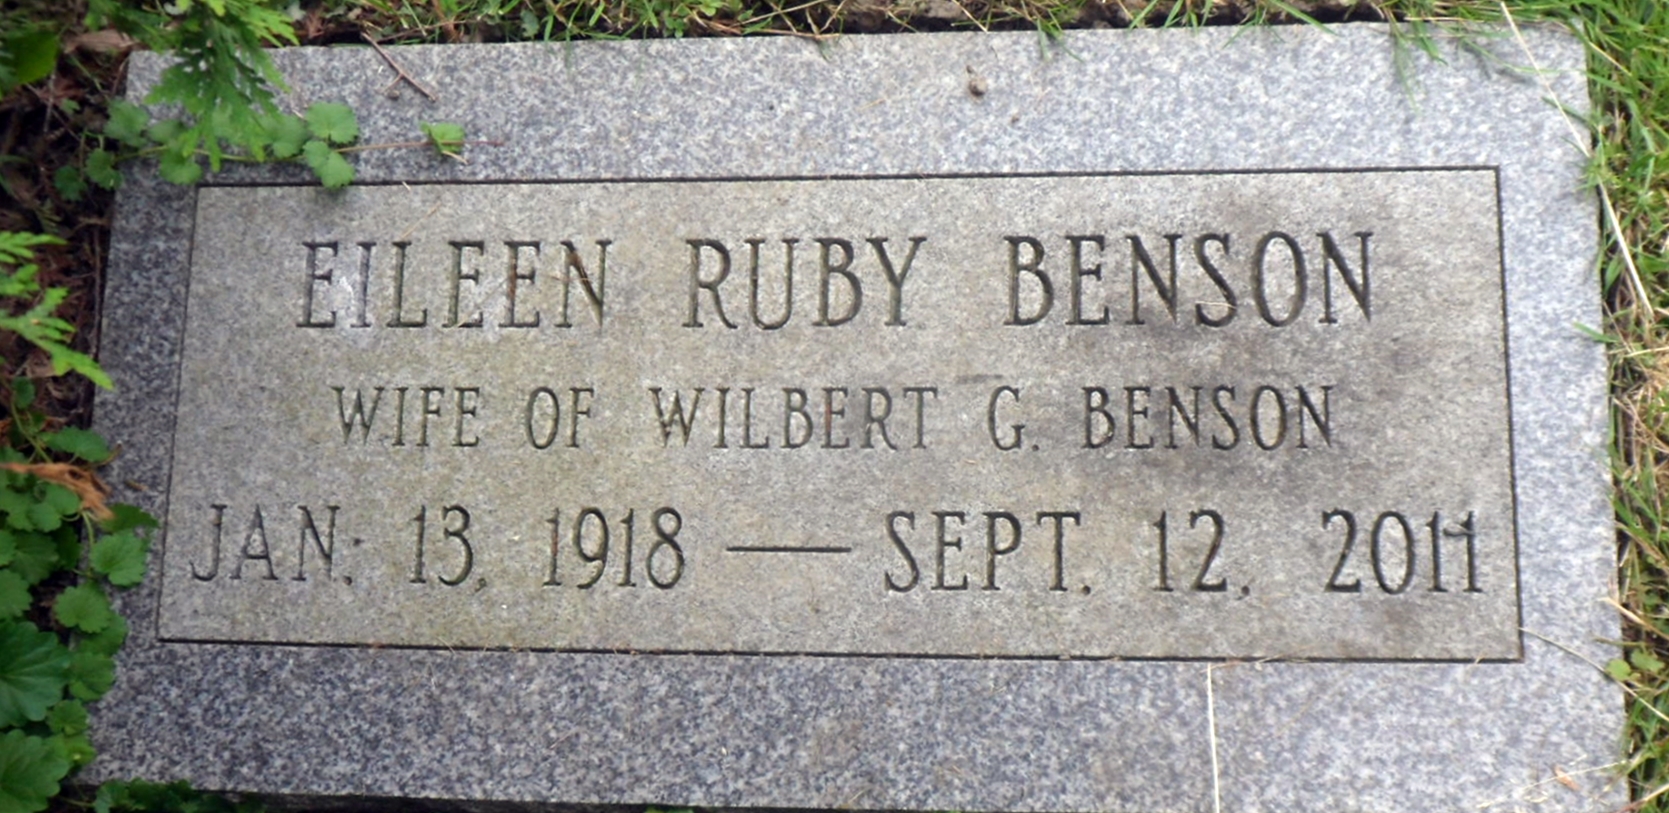 EILEEN RUBY BENSON
WIFE OF WILBERT G. BENSON
JAN. 13, 1918 — SEPT. 12, 2011